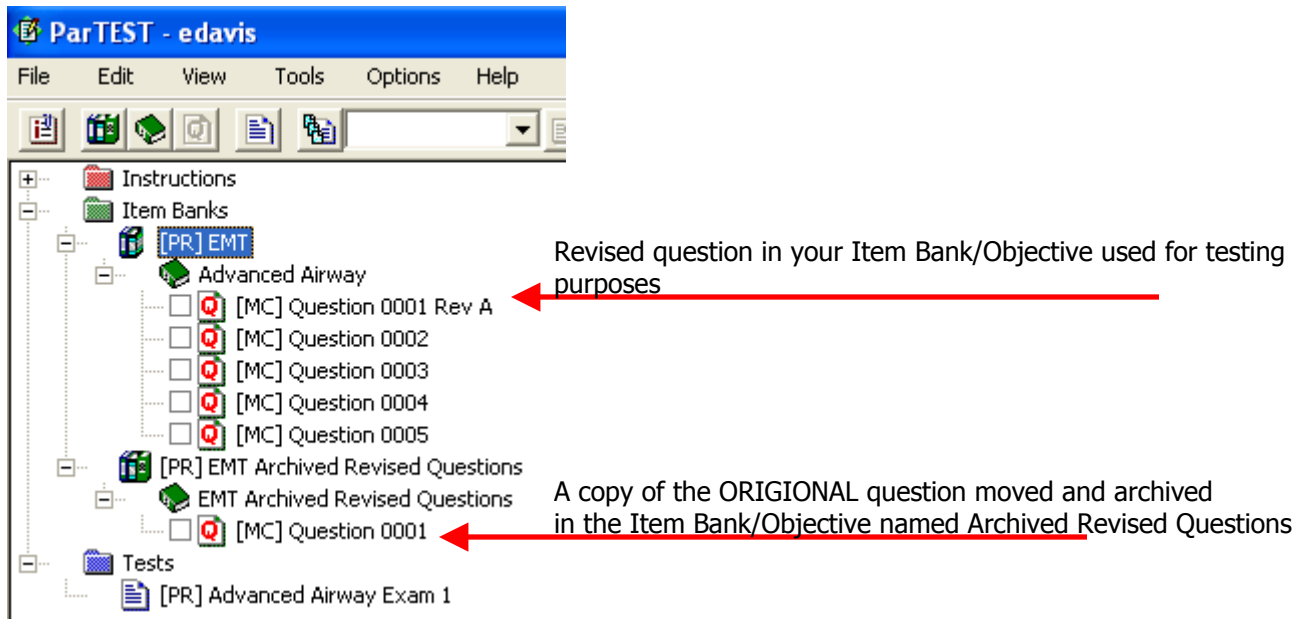 ParTEST - edavis
File Edit View Tools Options Help
Instructions
Item Banks
[PR] EMT
Revised question in your Item Bank/Objective used for testing
purposes
Advanced Airway
[MC] Question 0001 Rev A
[MC] Question 0002
[MC] Question 0003
[MC] Question 0004
[MC] Question 0005
[PR] EMT Archived Revised Questions
EMT Archived Revised Questions
A copy of the ORIGIONAL question moved and archived
in the Item Bank/Objective named Archived Revised Questions
[MC] Question 0001
Tests
[PR] Advanced Airway Exam 1